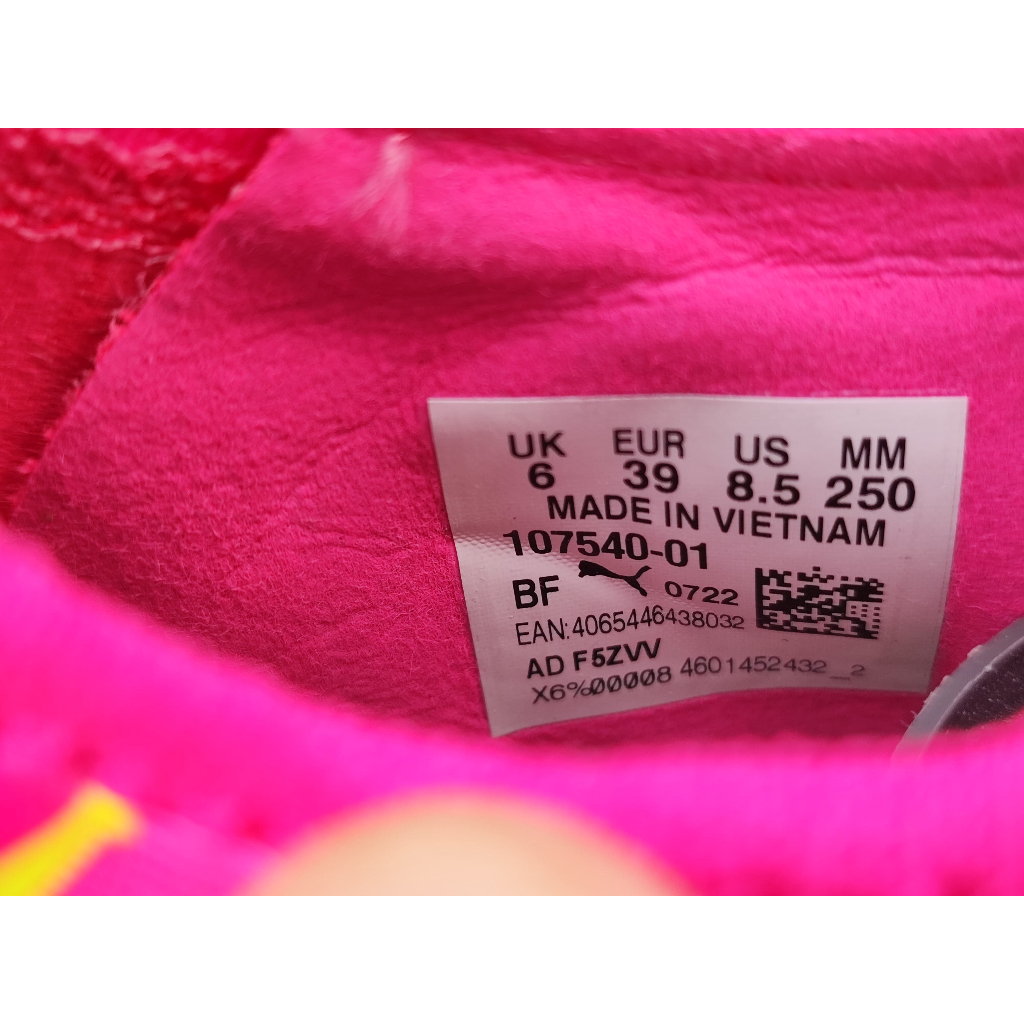 UK EUR US MM
6 39 8.5 250
MADE IN VIETNAM
107540-01
BF 0722
EAN:4065446438032
AD F5ZVV
X6%00008 4601452432_2